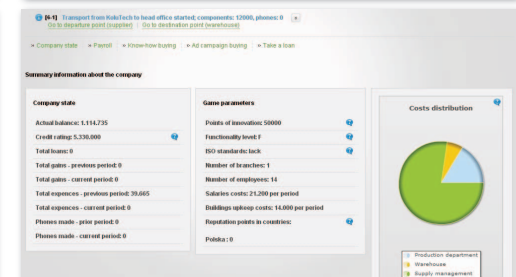 [6-1] Transport from KoluTech to head office started; components: 12000, phones: 0
Go to departure point (supplier) | Go to destination point (warehouse)
» Company state » Payroll » Know-how buying » Ad campaign buying » Take a loan
Summary information about the company
Company state
Actual balance: 1.114.735
Credit rating: 5.330.000
Total loans: 0
Total gains - previous period: 0
Total gains - current period: 0
Total expences - previous period: 39.665
Total expences - current period: 0
Phones made - prior period: 0
Phones made - current period: 0
Game parameters
Points of innovation: 50000
Functionality level: F
ISO standards: lack
Number of branches: 1
Number of employees: 14
Salaries costs: 21.200 per period
Buildings upkeep costs: 14.000 per period
Reputation points in countries:
Polska : 0
Costs distribution
Production department
Warehouse
Supply management